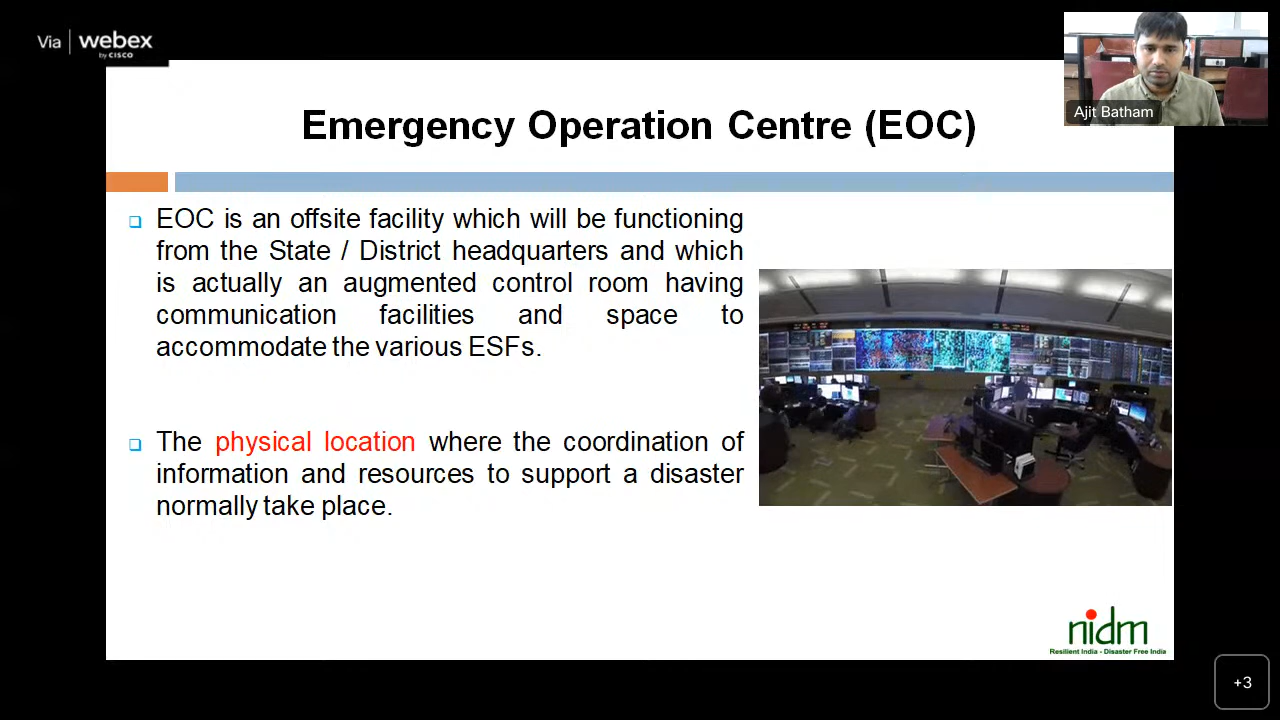 Via webex
by CISCO
Ajit Batham
Emergency Operation Centre (EOC)
EOC is an offsite facility which will be functioning
from the State / District headquarters and which
is actually an augmented control room having
communication facilities and space to
accommodate the various ESFs.
The physical location where the coordination of
information and resources to support a disaster
normally take place.
nidm
Resilient India - Disaster Free India
+3